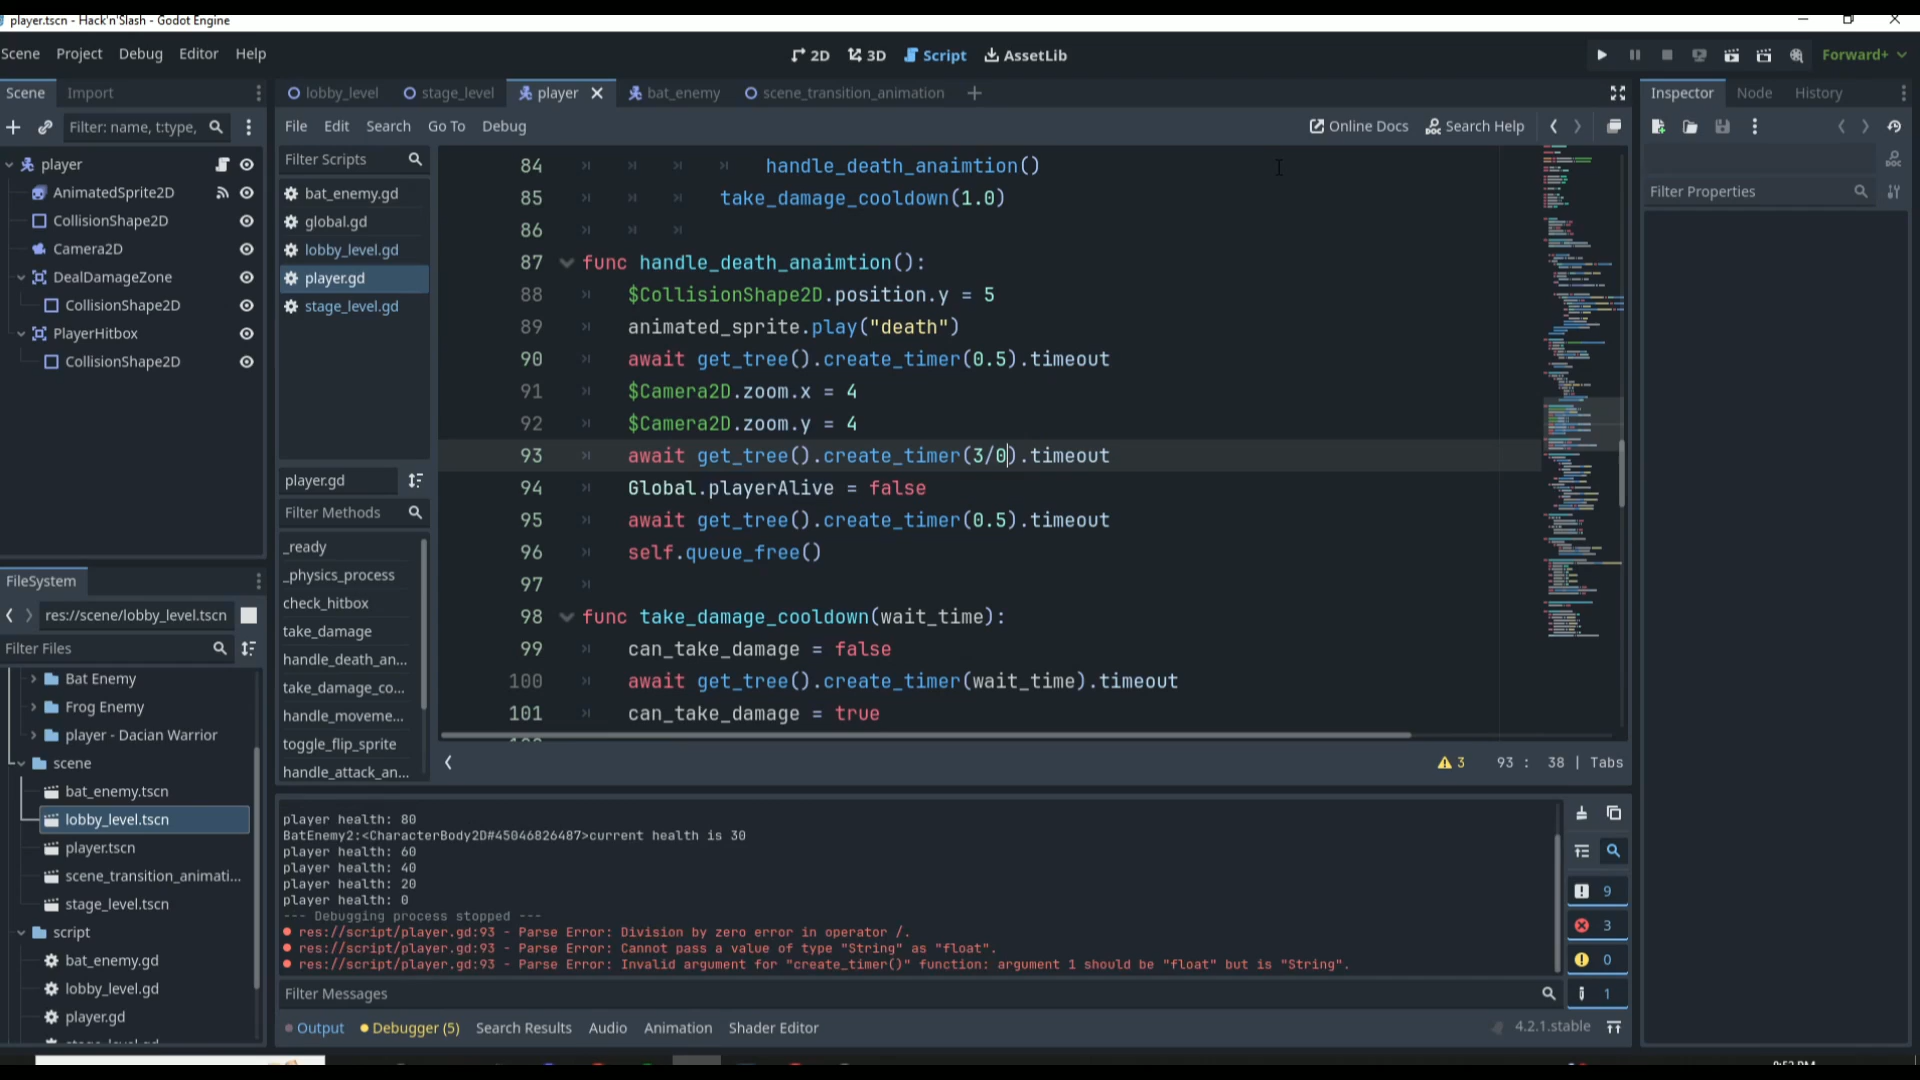 player.tscn - Hack'n'Slash - Godot Engine
Scene Project Debug Editor Help
2D 3D Script AssetLib
Forward+
Scene Import
Filter: name, t:type,
player
AnimatedSprite2D
CollisionShape2D
Camera2D
DealDamageZone
CollisionShape2D
PlayerHitbox
CollisionShape2D
FileSystem
res://scene/lobby_level.tscn
Filter Files
Bat Enemy
Frog Enemy
player - Dacian Warrior
scene
bat_enemy.tscn
lobby_level.tscn
player.tscn
scene_transition_animati...
stage_level.tscn
script
bat_enemy.gd
lobby_level.gd
player.gd
lobby_level stage_level player bat_enemy scene_transition_animation
File Edit Search Go To Debug
Online Docs Search Help
Filter Scripts
bat_enemy.gd
global.gd
lobby_level.gd
player.gd
stage_level.gd
player.gd
Filter Methods
_ready
_physics_process
check_hitbox
take_damage
handle_death_an...
take_damage_co...
handle_moveme...
toggle_flip_sprite
handle_attack_an...
84 handle_death_anaimtion()
85 take_damage_cooldown(1.0)
86
87 func handle_death_anaimtion():
88 $CollisionShape2D.position.y = 5
89 animated_sprite.play("death")
90 await get_tree().create_timer(0.5).timeout
91 $Camera2D.zoom.x = 4
92 $Camera2D.zoom.y = 4
93 await get_tree().create_timer(3/0).timeout
94 Global.playerAlive = false
95 await get_tree().create_timer(0.5).timeout
96 self.queue_free()
97
98 func take_damage_cooldown(wait_time):
99 can_take_damage = false
100 await get_tree().create_timer(wait_time).timeout
101 can_take_damage = true
3 93 : 38 | Tabs
player health: 80
BatEnemy2:<CharacterBody2D#45046826487>current health is 30
player health: 60
player health: 40
player health: 20
player health: 0
--- Debugging process stopped ---
res://script/player.gd:93 - Parse Error: Division by zero error in operator /.
res://script/player.gd:93 - Parse Error: Cannot pass a value of type "String" as "float".
res://script/player.gd:93 - Parse Error: Invalid argument for "create_timer()" function: argument 1 should be "float" but is "String".
9
3
0
1
Filter Messages
Output Debugger (5) Search Results Audio Animation Shader Editor
4.2.1.stable
Inspector Node History
Filter Properties